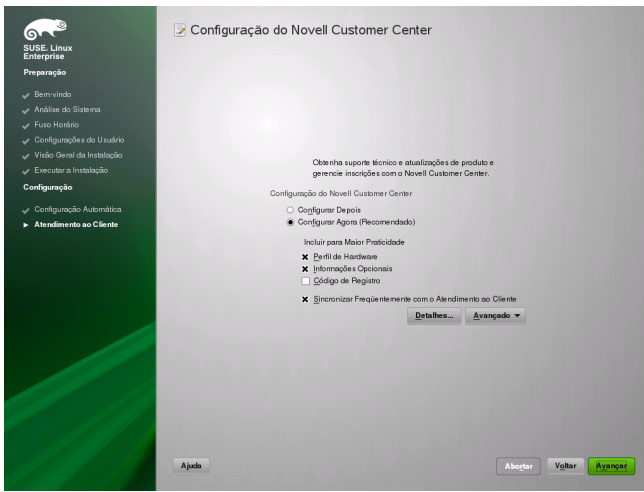 SUSE. Linux
Enterprise
Preparação
Bem-vindo
Análise do Sistema
Fuso Horário
Configurações do Usuário
Visão Geral da Instalação
Executar a Instalação
Configuração
Configuração Automática
Atendimento ao Cliente
Configuração do Novell Customer Center
Obtenha suporte técnico e atualizações de produto e
gerencie inscrições com o Novell Customer Center.
Configuração do Novell Customer Center
Configurar Depois
Configurar Agora (Recomendado)
Incluir para Maior Praticidade
Perfil de Hardware
Informações Opcionais
Código de Registro
Sincronizar Freqüentemente com o Atendimento ao Cliente
Detalhes... Avançado
Ajuda Abortar Voltar Avançar